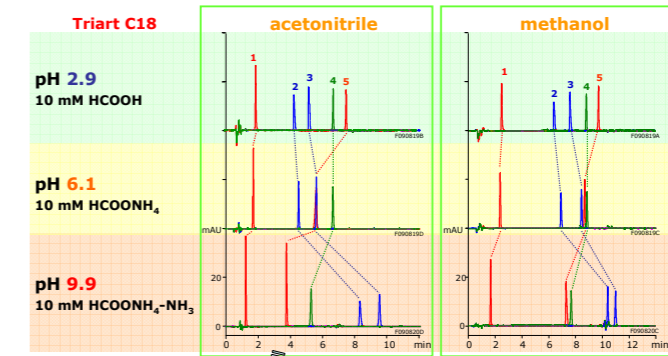 Triart C18 acetonitrile methanol
pH 2.9
10 mM HCOOH
1 2 3 4 5
F090819B
1 2 3 4 5
F090819A
pH 6.1
10 mM HCOONH4
mAU
F090819D
mAU
F090819C
pH 9.9
10 mM HCOONH4-NH3
20
0
F090820D
20
0
F090820C
0 2 4 6 8 10 min
0 2 4 6 8 10 12 min